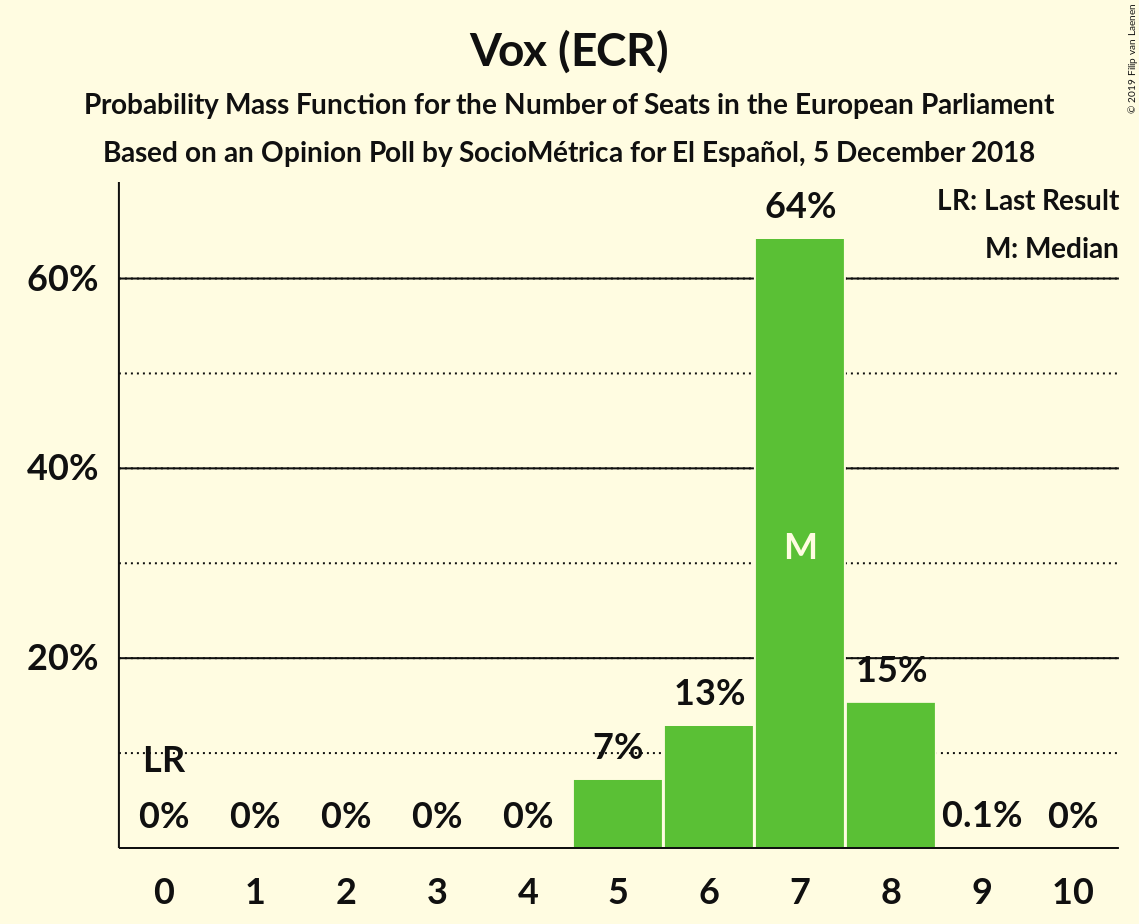 © 2019 Filip van Laenen
Vox (ECR)
Probability Mass Function for the Number of Seats in the European Parliament
Based on an Opinion Poll by SocioMétrica for El Español, 5 December 2018
LR: Last Result
M: Median
64%
60%
40%
M
20%
15%
13%
7%
LR
0% 0% 0% 0% 0% 0.1% 0%
0 1 2 3 4 5 6 7 8 9 10